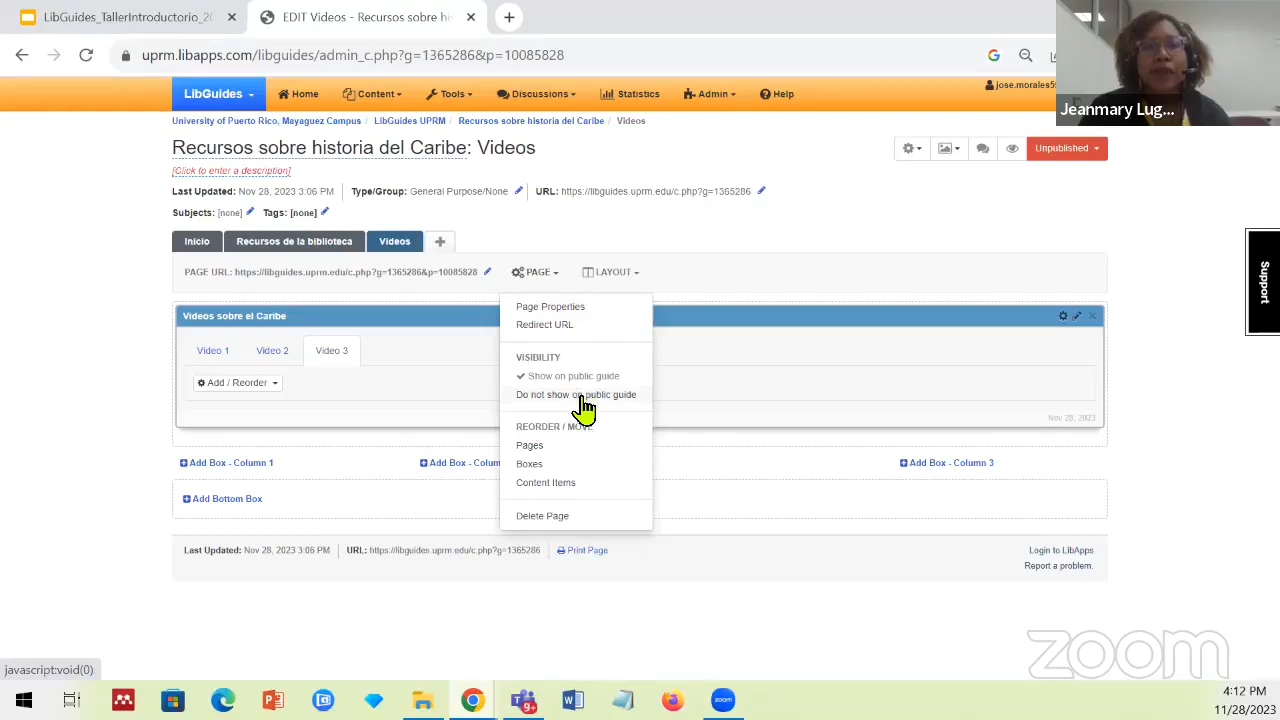 LibGuides_TallerIntroductorio_20
EDIT Videos - Recursos sobre hi
uprm.libapps.com/libguides/admin_c.php?g=1365286&p=10085828
LibGuides
Home
Content
Tools
Discussions
Statistics
Admin
Help
jose.morales5
Jeanmary Lug...
University of Puerto Rico, Mayaguez Campus
LibGuides UPRM
Recursos sobre historia del Caribe
Videos
Recursos sobre historia del Caribe: Videos
Unpublished
[Click to enter a description]
Last Updated: Nov 28, 2023 3:06 PM
Type/Group: General Purpose/None
URL: https://libguides.uprm.edu/c.php?g=1365286
Subjects: [none]
Tags: [none]
Inicio
Recursos de la biblioteca
Videos
Support
PAGE URL: https://libguides.uprm.edu/c.php?g=1365286&p=10085828
PAGE
LAYOUT
Page Properties
Redirect URL
VISIBILITY
Show on public guide
Do not show on public guide
REORDER / MOVE
Pages
Boxes
Content Items
Delete Page
Videos sobre el Caribe
Video 1
Video 2
Video 3
Add / Reorder
Nov 28, 2023
Add Box - Column 1
Add Box - Colum
Add Box - Column 3
Add Bottom Box
Last Updated: Nov 28, 2023 3:06 PM
URL: https://libguides.uprm.edu/c.php?g=1365286
Print Page
Login to LibApps
Report a problem.
zoom
javascript:void(0)
9+
zoom
4:12 PM
11/28/2023